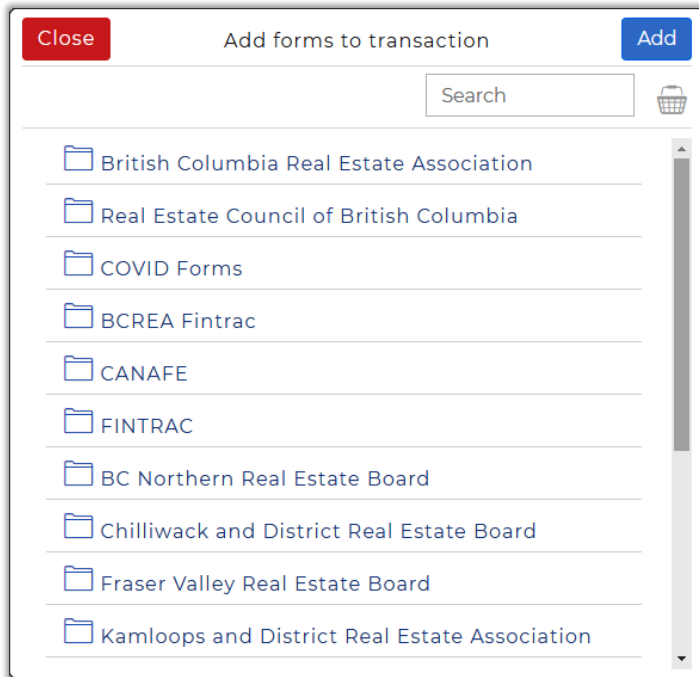 Close Add forms to transaction Add
Search
British Columbia Real Estate Association
Real Estate Council of British Columbia
COVID Forms
BCREA Fintrac
CANAFE
FINTRAC
BC Northern Real Estate Board
Chilliwack and District Real Estate Board
Fraser Valley Real Estate Board
Kamloops and District Real Estate Association